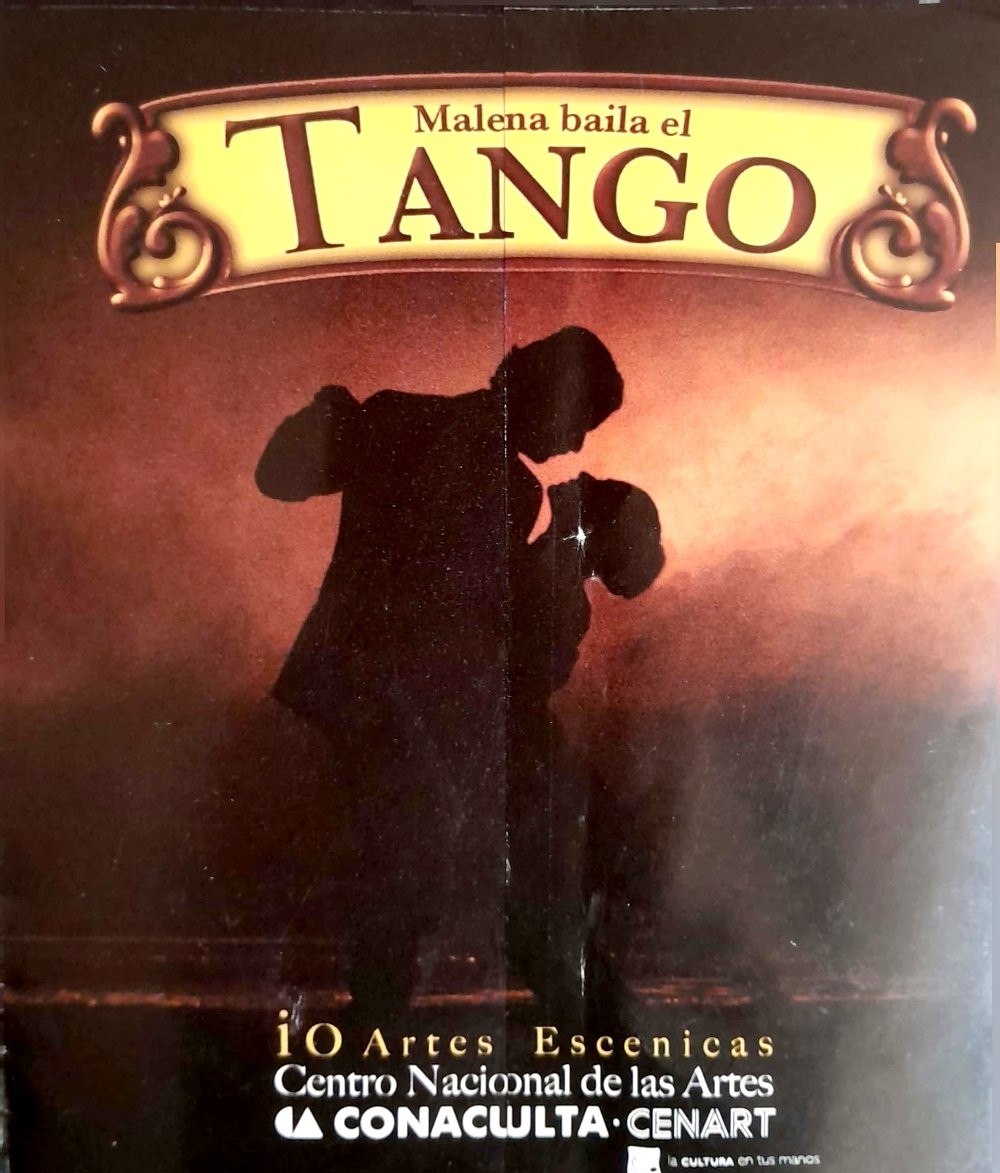 Malena baila el
TANGO
iO Artes Escenicas
Centro Nacional de las Artes
CONACULTA · CENART
la CULTURA en tus manos